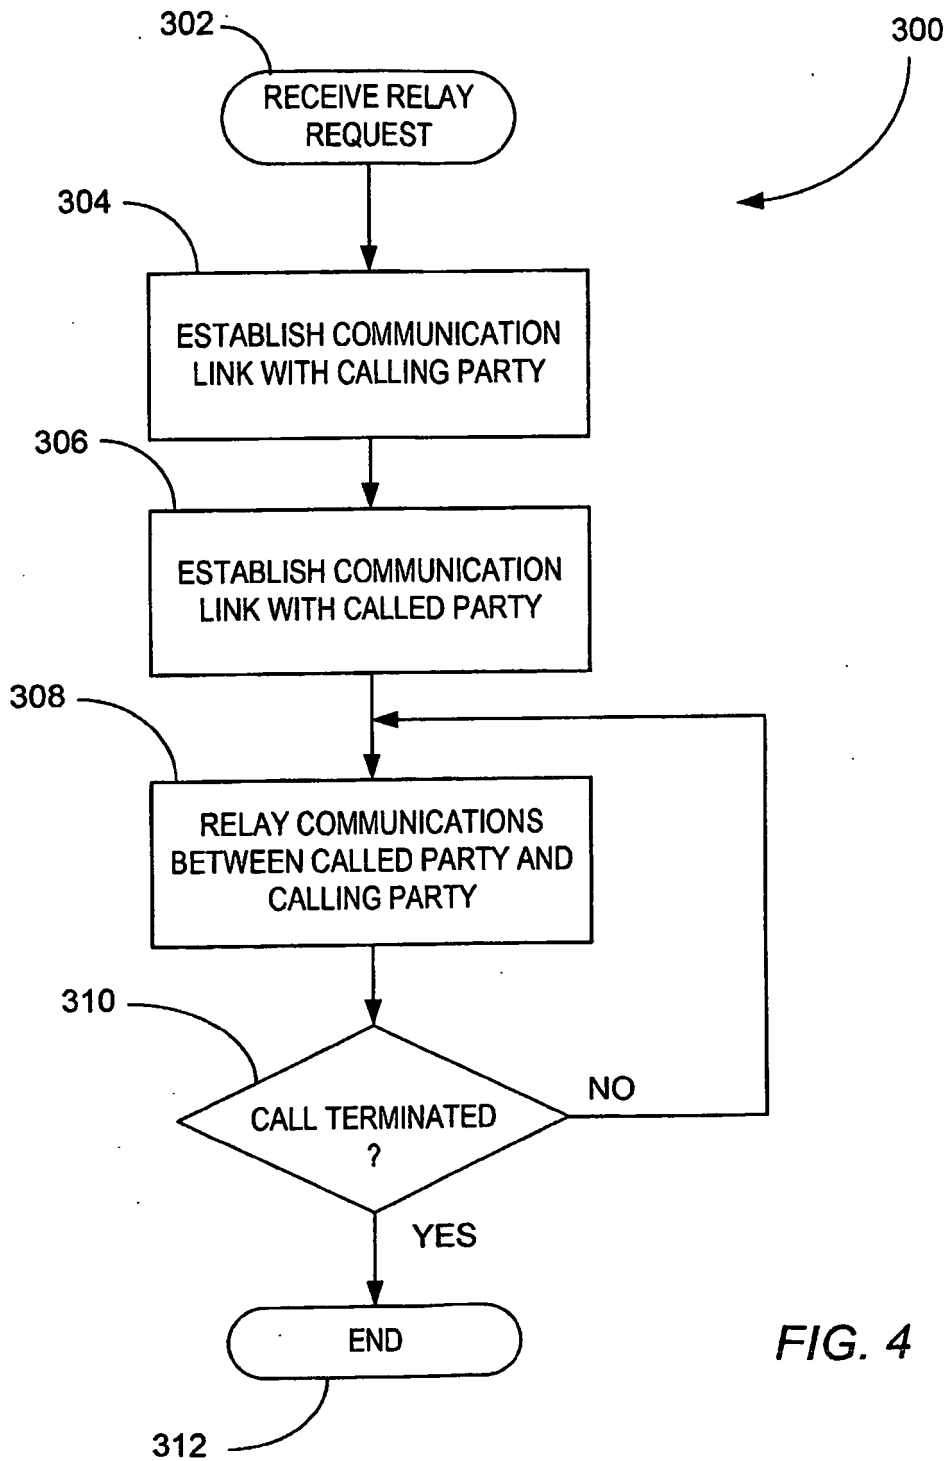 302
300
RECEIVE RELAY
REQUEST
304
ESTABLISH COMMUNICATION
LINK WITH CALLING PARTY
306
ESTABLISH COMMUNICATION
LINK WITH CALLED PARTY
308
RELAY COMMUNICATIONS
BETWEEN CALLED PARTY AND
CALLING PARTY
310
NO
CALL TERMINATED
?
YES
END
FIG. 4
312